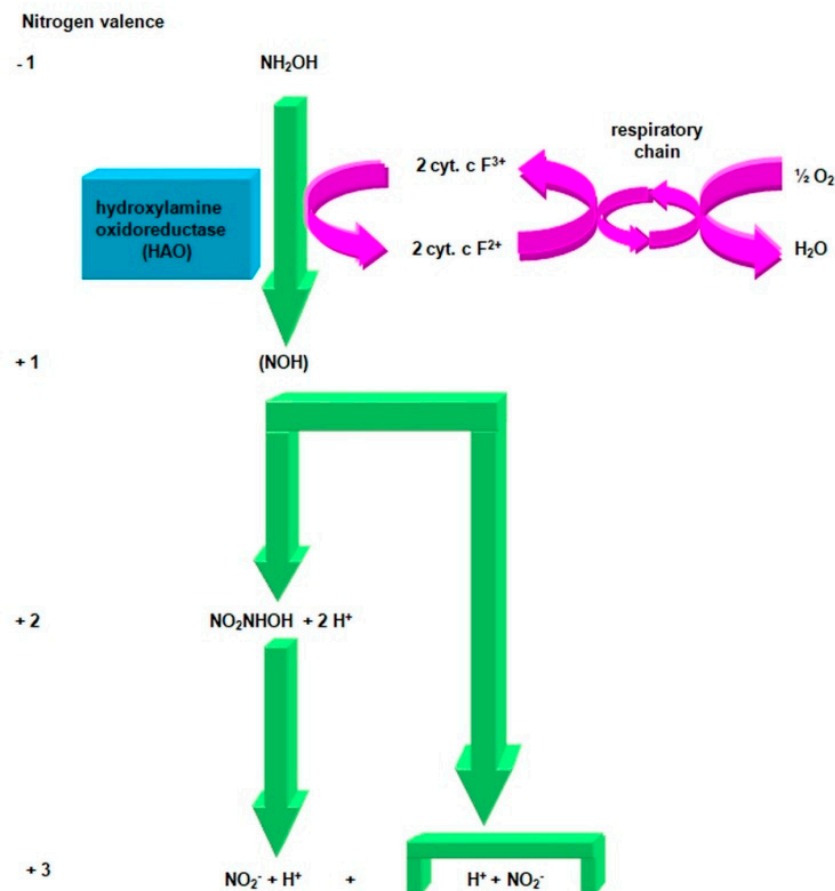 Nitrogen valence
- 1 NH₂OH
respiratory
chain
2 cyt. c F³⁺ ½ O₂
hydroxylamine
oxidoreductase
(HAO)
2 cyt. c F²⁺ H₂O
+ 1 (NOH)
+ 2 NO₂NHOH + 2 H⁺
+ 3 NO₂⁻ + H⁺ + H⁺ + NO₂⁻